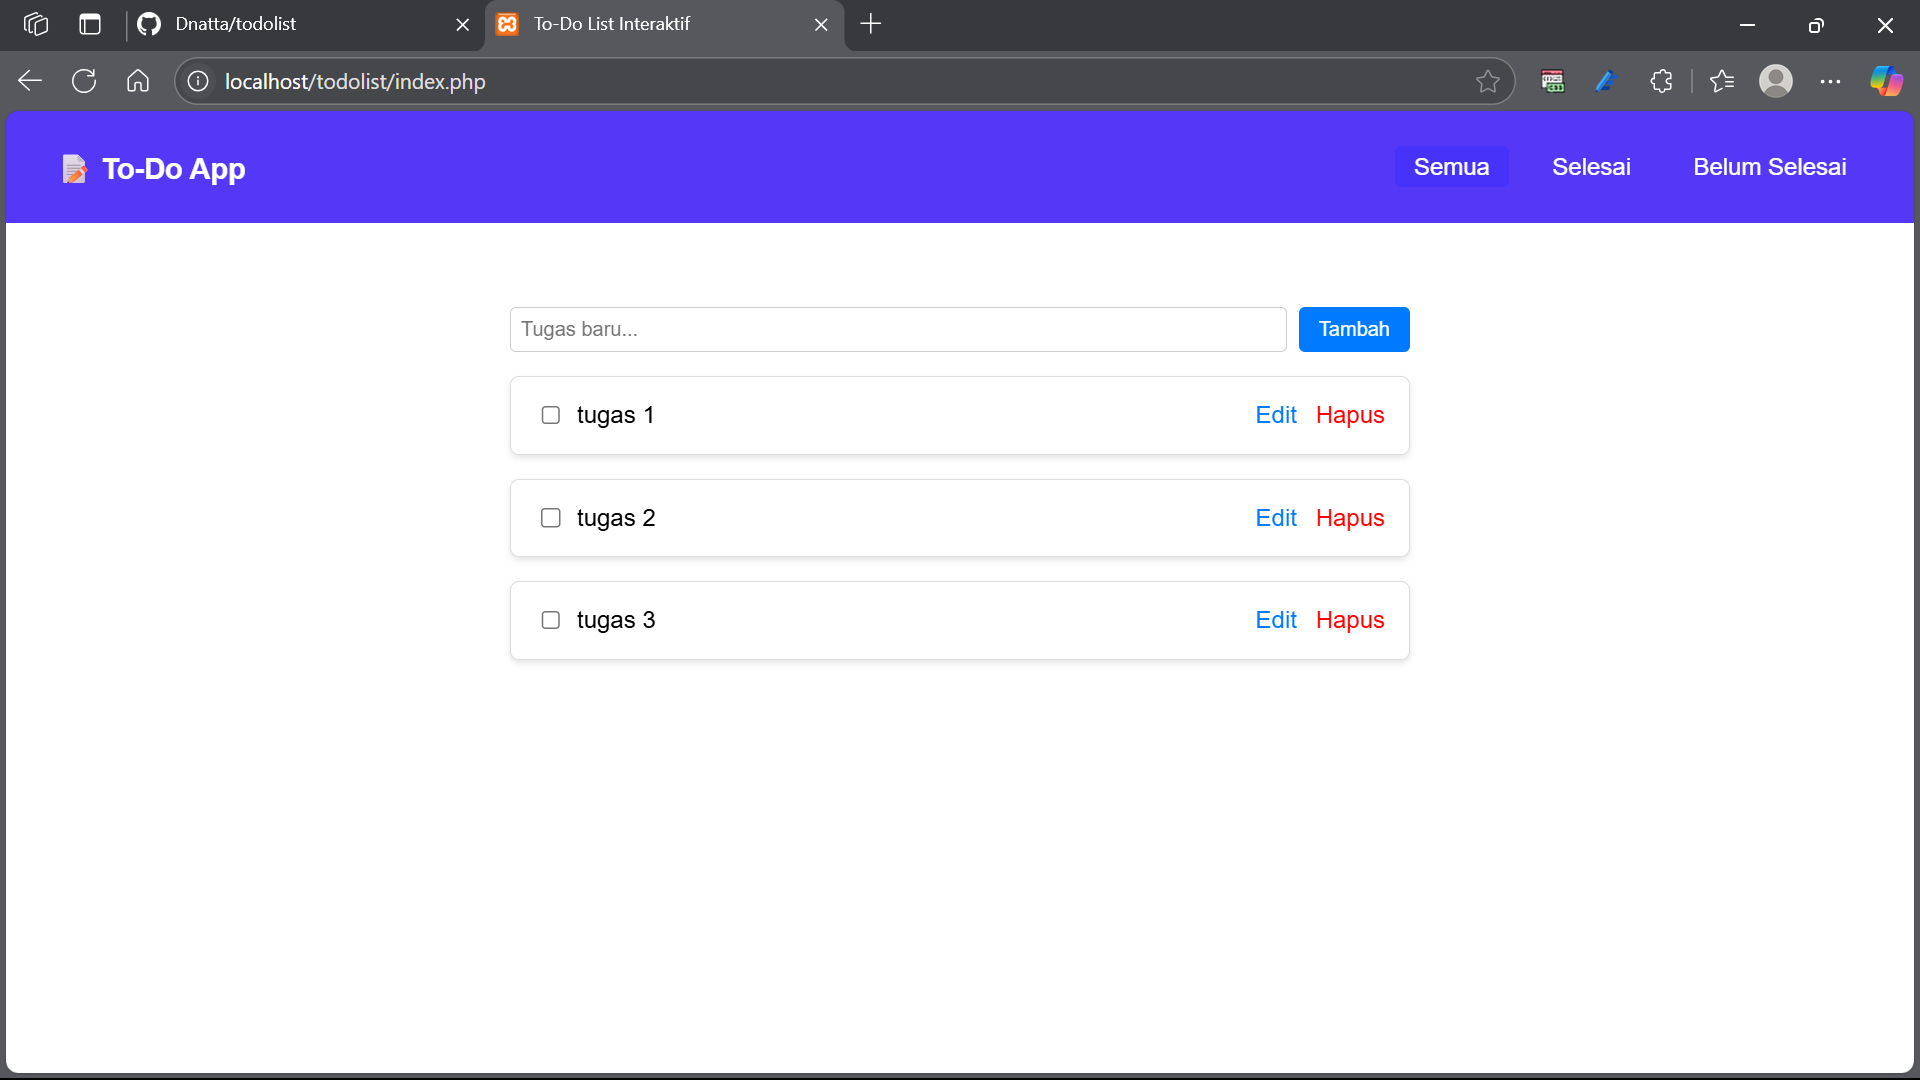 Dnatta/todolist
To-Do List Interaktif
localhost/todolist/index.php
To-Do App
Semua
Selesai
Belum Selesai
Tugas baru...
Tambah
tugas 1
Edit
Hapus
tugas 2
Edit
Hapus
tugas 3
Edit
Hapus